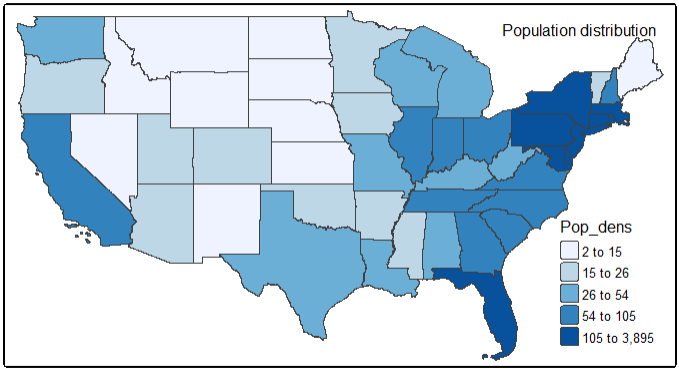 Population distribution
Pop_dens
2 to 15
15 to 26
26 to 54
54 to 105
105 to 3,895